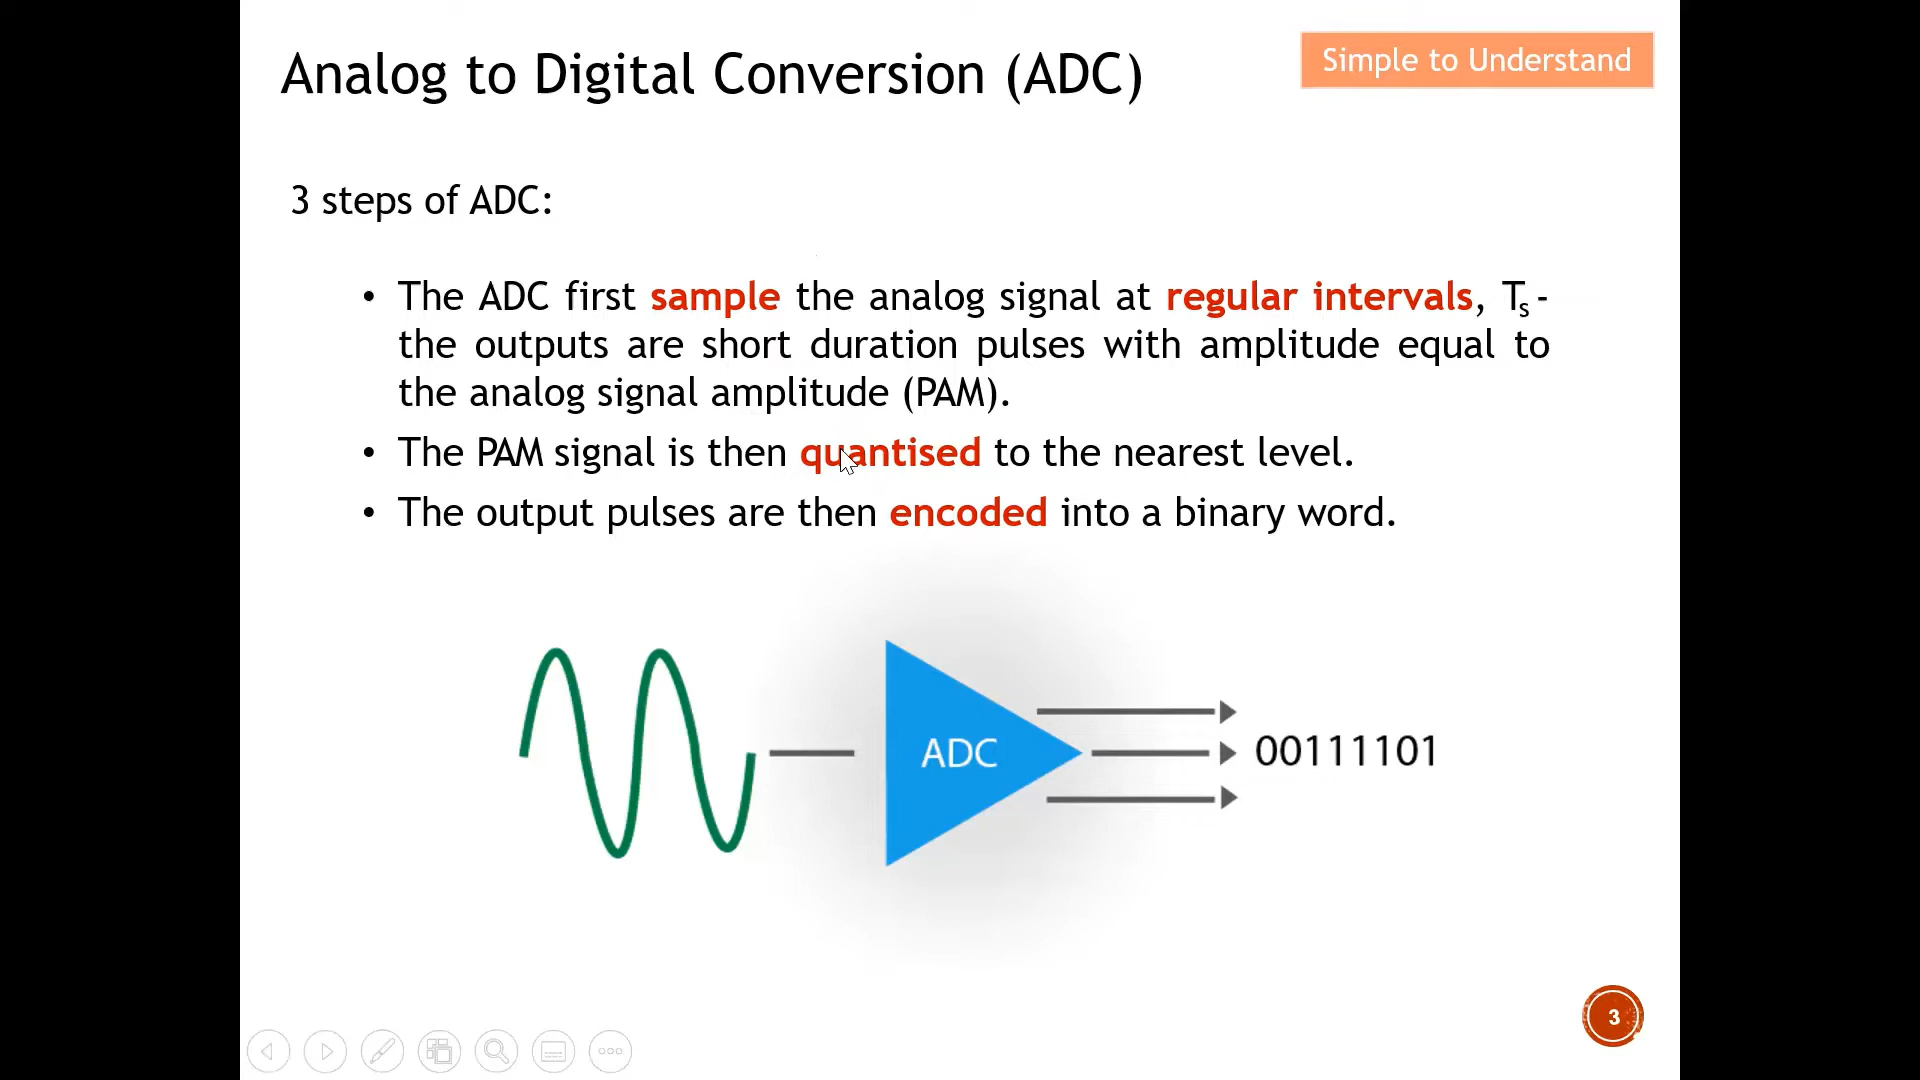 Analog to Digital Conversion (ADC)
Simple to Understand
3 steps of ADC:
• The ADC first sample the analog signal at regular intervals, Ts -
the outputs are short duration pulses with amplitude equal to
the analog signal amplitude (PAM).
• The PAM signal is then quantised to the nearest level.
• The output pulses are then encoded into a binary word.
ADC
00111101
3